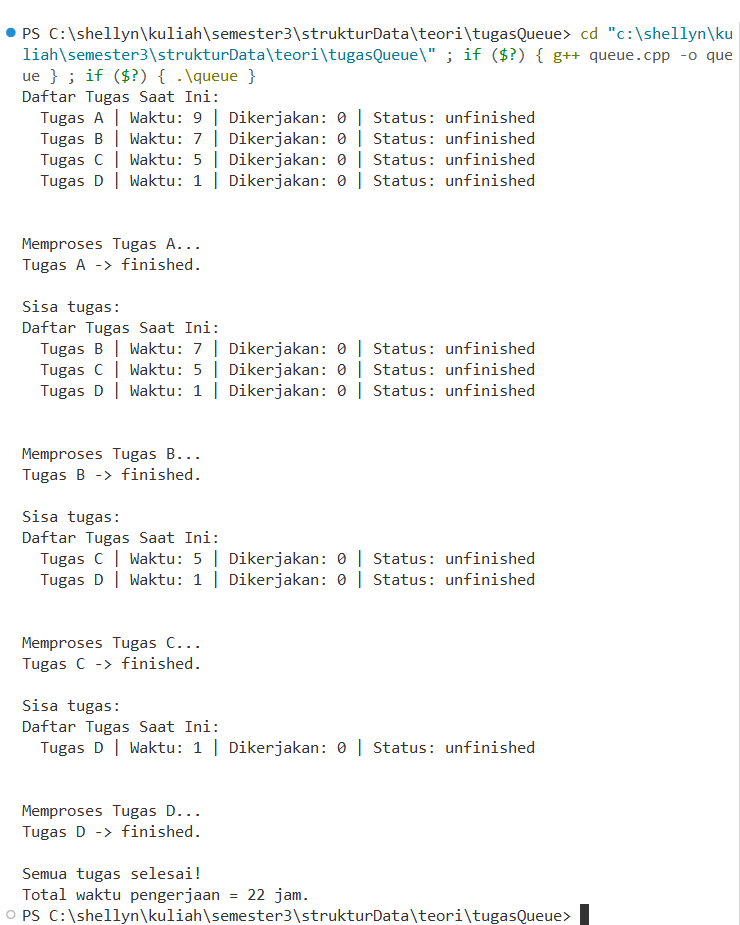 PS C:\shellyn\kuliah\semester3\strukturData\teori\tugasQueue> cd "c:\shellyn\ku
liah\semester3\strukturData\teori\tugasQueue\" ; if ($?) { g++ queue.cpp -o que
ue } ; if ($?) { .\queue }
Daftar Tugas Saat Ini:
  Tugas A | Waktu: 9 | Dikerjakan: 0 | Status: unfinished
  Tugas B | Waktu: 7 | Dikerjakan: 0 | Status: unfinished
  Tugas C | Waktu: 5 | Dikerjakan: 0 | Status: unfinished
  Tugas D | Waktu: 1 | Dikerjakan: 0 | Status: unfinished
Memproses Tugas A...
Tugas A -> finished.
Sisa tugas:
Daftar Tugas Saat Ini:
  Tugas B | Waktu: 7 | Dikerjakan: 0 | Status: unfinished
  Tugas C | Waktu: 5 | Dikerjakan: 0 | Status: unfinished
  Tugas D | Waktu: 1 | Dikerjakan: 0 | Status: unfinished
Memproses Tugas B...
Tugas B -> finished.
Sisa tugas:
Daftar Tugas Saat Ini:
  Tugas C | Waktu: 5 | Dikerjakan: 0 | Status: unfinished
  Tugas D | Waktu: 1 | Dikerjakan: 0 | Status: unfinished
Memproses Tugas C...
Tugas C -> finished.
Sisa tugas:
Daftar Tugas Saat Ini:
  Tugas D | Waktu: 1 | Dikerjakan: 0 | Status: unfinished
Memproses Tugas D...
Tugas D -> finished.
Semua tugas selesai!
Total waktu pengerjaan = 22 jam.
PS C:\shellyn\kuliah\semester3\strukturData\teori\tugasQueue>